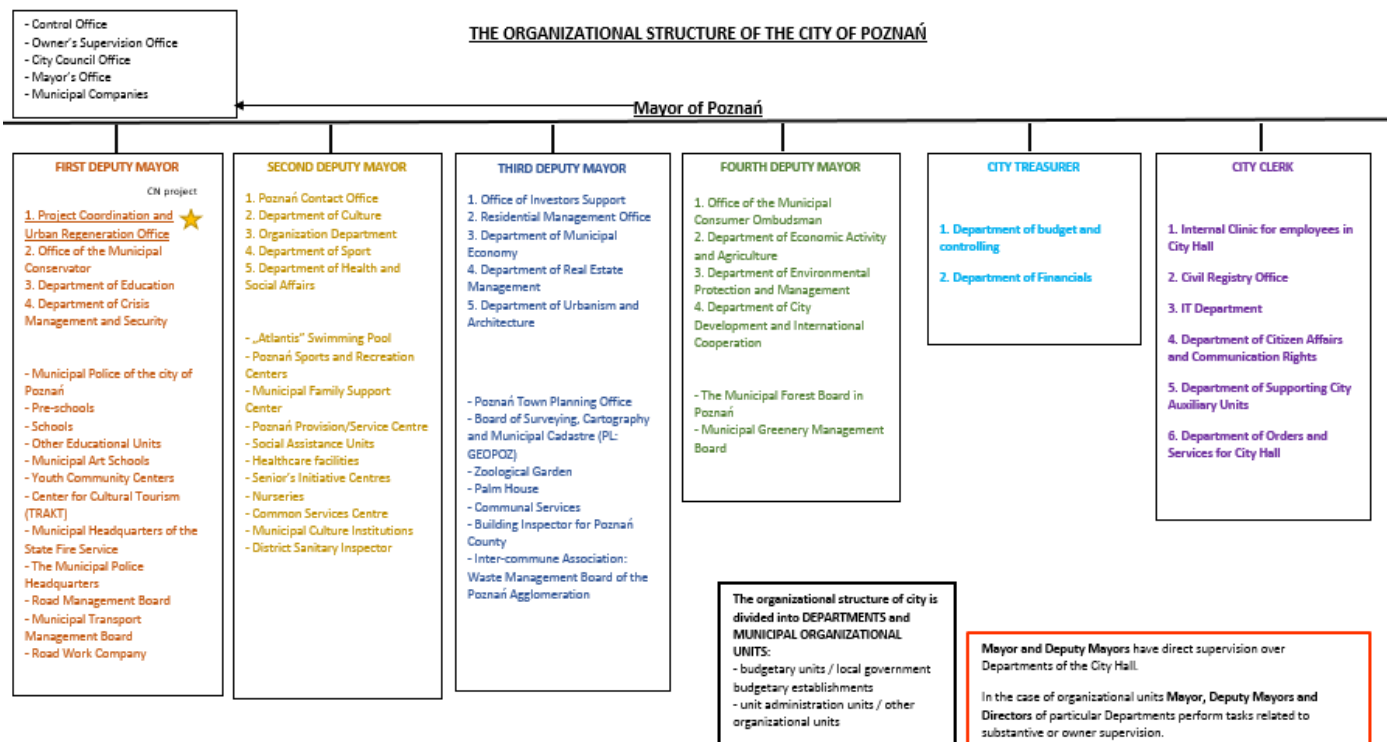 - Control Office
- Owner's Supervision Office
- City Council Office
- Mayor's Office
- Municipal Companies
THE ORGANIZATIONAL STRUCTURE OF THE CITY OF POZNAŃ
Mayor of Poznań
FIRST DEPUTY MAYOR
CN project
1. Project Coordination and
Urban Regeneration Office
2. Office of the Municipal
Conservator
3. Department of Education
4. Department of Crisis
Management and Security
- Municipal Police of the city of
Poznań
- Pre-schools
- Schools
- Other Educational Units
- Municipal Art Schools
- Youth Community Centers
- Center for Cultural Tourism
(TRAKT)
- Municipal Headquarters of the
State Fire Service
- The Municipal Police
Headquarters
- Road Management Board
- Municipal Transport
Management Board
- Road Work Company
SECOND DEPUTY MAYOR
1. Poznań Contact Office
2. Department of Culture
3. Organization Department
4. Department of Sport
5. Department of Health and
Social Affairs
- „Atlantis" Swimming Pool
- Poznań Sports and Recreation
Centers
- Municipal Family Support
Center
- Poznań Provision/Service Centre
- Social Assistance Units
- Healthcare facilities
- Senior's Initiative Centres
- Nurseries
- Common Services Centre
- Municipal Culture Institutions
- District Sanitary Inspector
THIRD DEPUTY MAYOR
1. Office of Investors Support
2. Residential Management Office
3. Department of Municipal
Economy
4. Department of Real Estate
Management
5. Department of Urbanism and
Architecture
- Poznań Town Planning Office
- Board of Surveying, Cartography
and Municipal Cadastre (PL:
GEOPOZ)
- Zoological Garden
- Palm House
- Communal Services
- Building Inspector for Poznań
County
- Inter-commune Association:
Waste Management Board of the
Poznań Agglomeration
FOURTH DEPUTY MAYOR
1. Office of the Municipal
Consumer Ombudsman
2. Department of Economic Activity
and Agriculture
3. Department of Environmental
Protection and Management
4. Department of City
Development and International
Cooperation
- The Municipal Forest Board in
Poznań
- Municipal Greenery Management
Board
CITY TREASURER
1. Department of budget and
controlling
2. Department of Financials
CITY CLERK
1. Internal Clinic for employees in
City Hall
2. Civil Registry Office
3. IT Department
4. Department of Citizen Affairs
and Communication Rights
5. Department of Supporting City
Auxiliary Units
6. Department of Orders and
Services for City Hall
The organizational structure of city is
divided into DEPARTMENTS and
MUNICIPAL ORGANIZATIONAL
UNITS:
- budgetary units / local government
budgetary establishments
- unit administration units / other
organizational units
Mayor and Deputy Mayors have direct supervision over
Departments of the City Hall.
In the case of organizational units Mayor, Deputy Mayors and
Directors of particular Departments perform tasks related to
substantive or owner supervision.